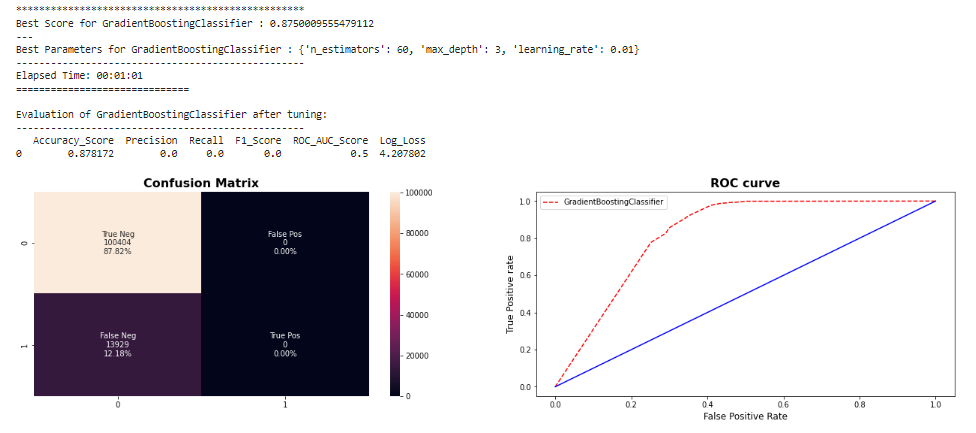 ************************************************
Best Score for GradientBoostingClassifier : 0.8750009555479112
---
Best Parameters for GradientBoostingClassifier : {'n_estimators': 60, 'max_depth': 3, 'learning_rate': 0.01}
------------------------------------------------
Elapsed Time: 00:01:01
==============================
Evaluation of GradientBoostingClassifier after tuning:
------------------------------------------------
Accuracy_Score Precision Recall F1_Score ROC_AUC_Score Log_Loss
0 0.878172 0.0 0.0 0.0 0.5 4.207802
Confusion Matrix
True Neg
100404
87.82%
False Pos
0
0.00%
False Neg
13929
12.18%
True Pos
0
0.00%
0
1
0
1
100000
80000
60000
40000
20000
0
ROC curve
GradientBoostingClassifier
True Positive rate
1.0
0.8
0.6
0.4
0.2
0.0
0.0 0.2 0.4 0.6 0.8 1.0
False Positive Rate